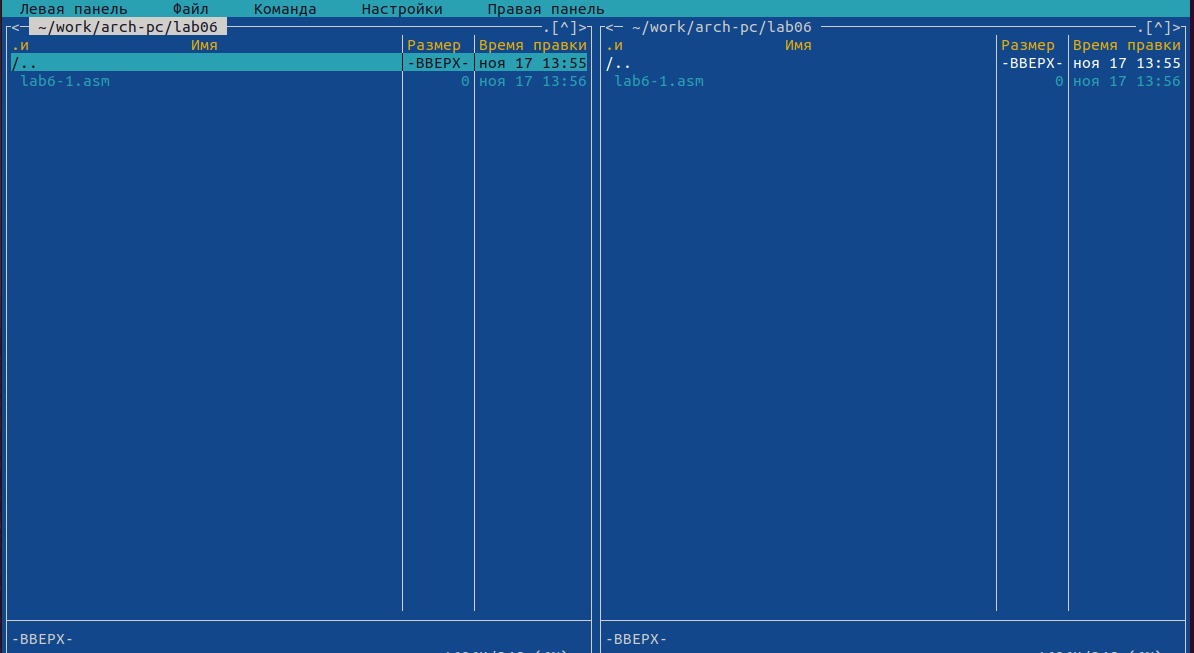 Левая панель Файл Команда Настройки Правая панель
<─ ~/work/arch-pc/lab06 ─.[^]>
.и Имя Размер Время правки
/.. -ВВЕРХ- ноя 17 13:55
lab6-1.asm 0 ноя 17 13:56
-ВВЕРХ-
<─ ~/work/arch-pc/lab06 ─.[^]>
.и Имя Размер Время правки
/.. -ВВЕРХ- ноя 17 13:55
lab6-1.asm 0 ноя 17 13:56
-ВВЕРХ-